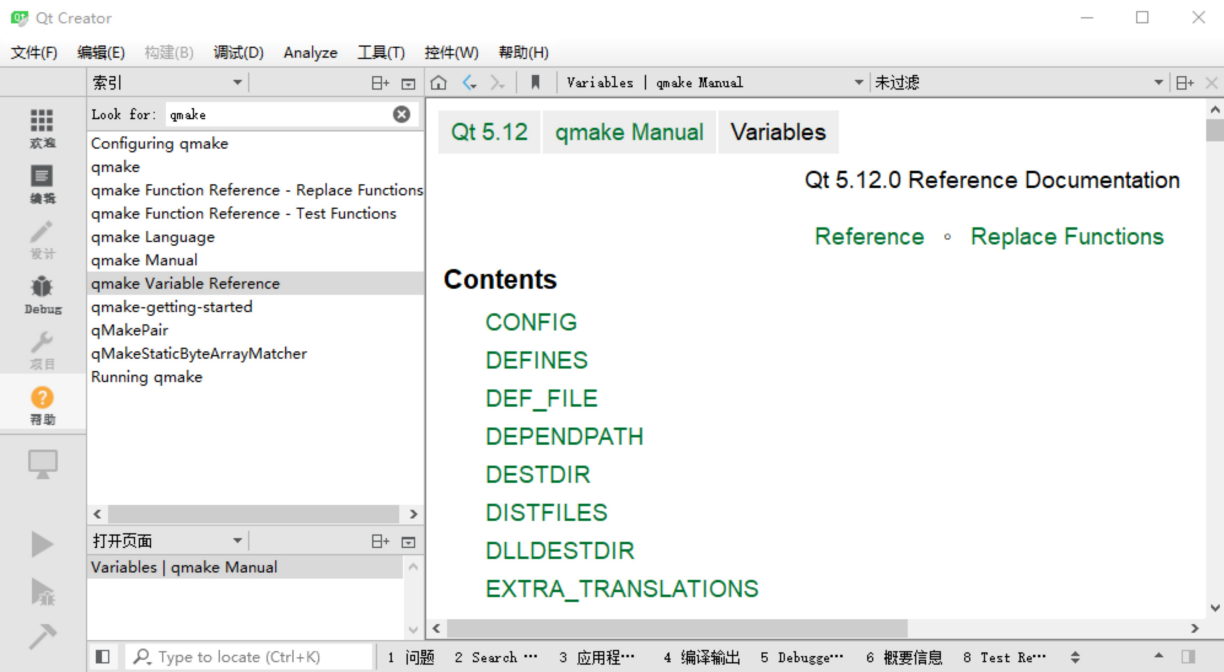 Qt Creator
文件(F) 编辑(E) 构建(B) 调试(D) Analyze 工具(T) 控件(W) 帮助(H)
索引
Variables | qmake Manual
未过滤
欢迎
编辑
设计
Debug
项目
帮助
Look for: qmake
Configuring qmake
qmake
qmake Function Reference - Replace Functions
qmake Function Reference - Test Functions
qmake Language
qmake Manual
qmake Variable Reference
qmake-getting-started
qMakePair
qMakeStaticByteArrayMatcher
Running qmake
打开页面
Variables | qmake Manual
Qt 5.12 qmake Manual Variables
Qt 5.12.0 Reference Documentation
Reference ∘ Replace Functions
Contents
CONFIG
DEFINES
DEF_FILE
DEPENDPATH
DESTDIR
DISTFILES
DLLDESTDIR
EXTRA_TRANSLATIONS
Type to locate (Ctrl+K) 1 问题 2 Search … 3 应用程… 4 编译输出 5 Debugge… 6 概要信息 8 Test Re…